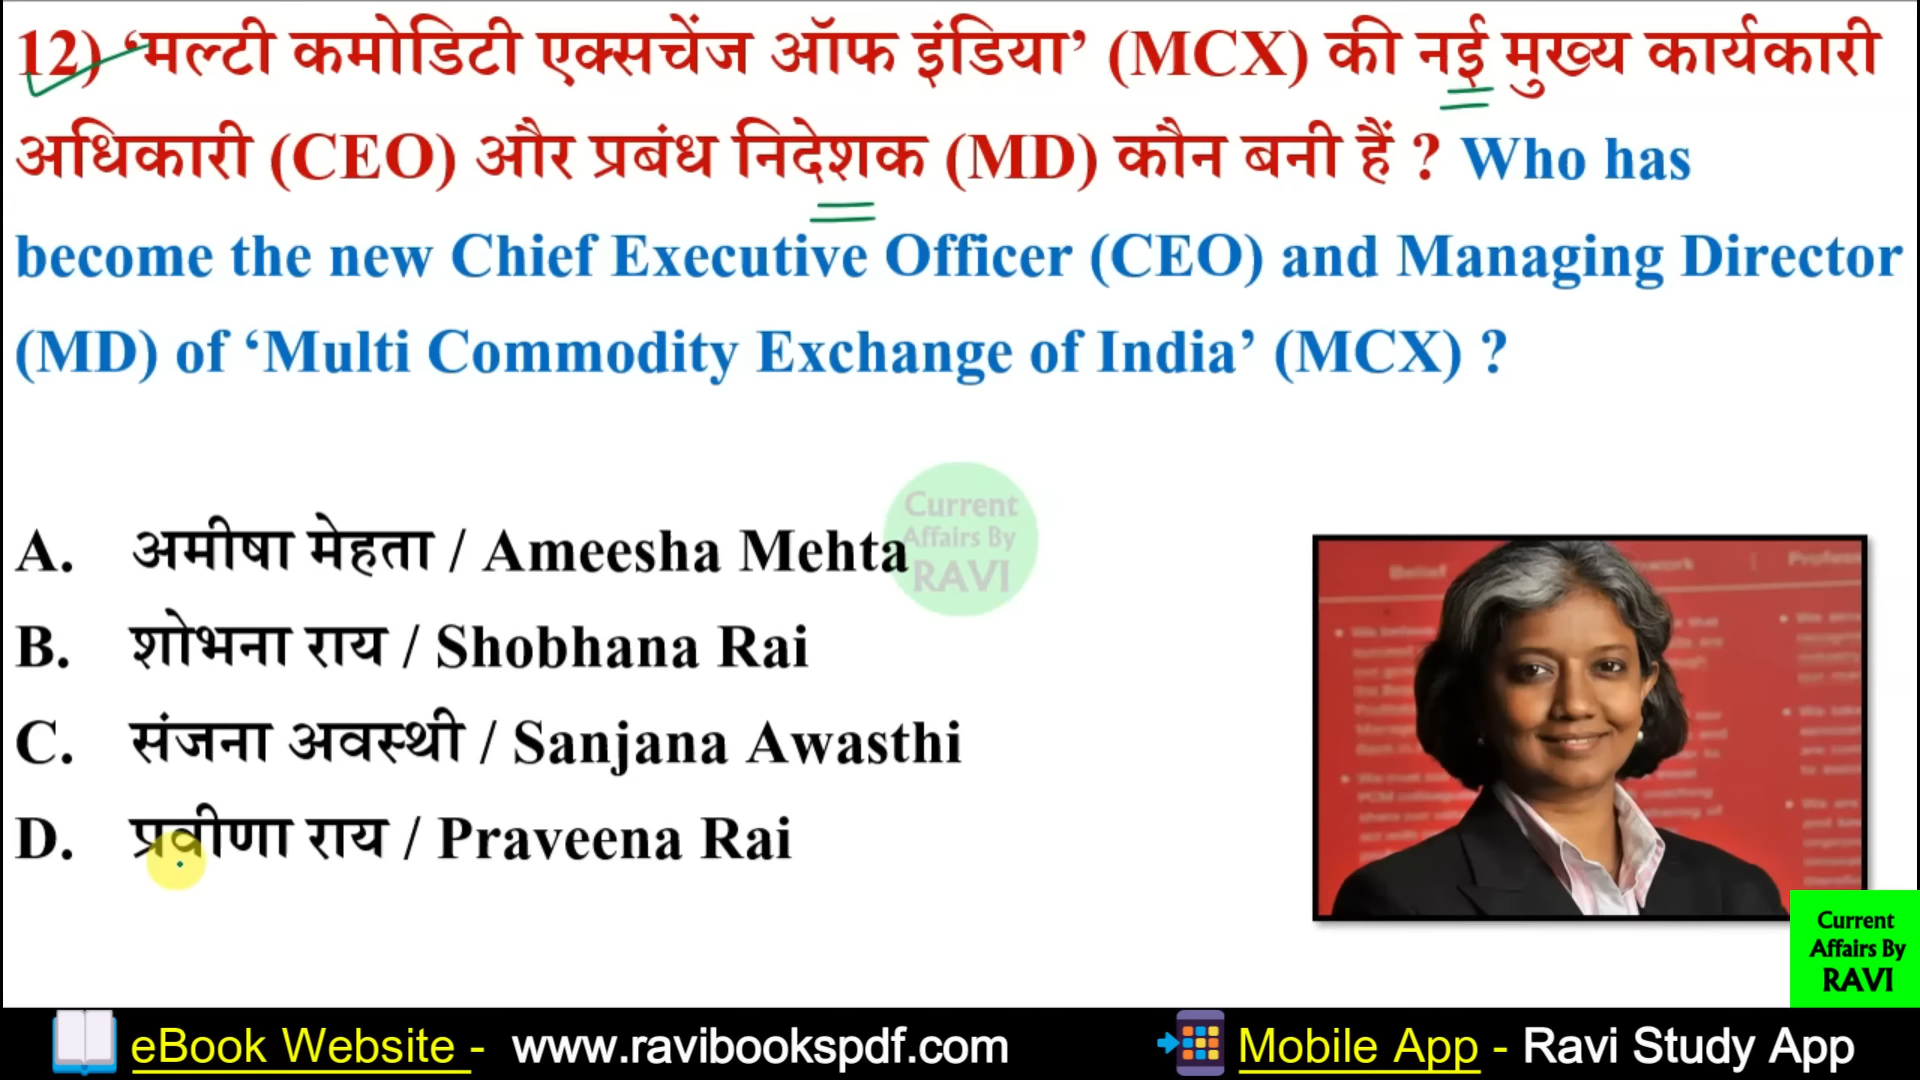 12) ‘मल्टी कमोडिटी एक्सचेंज ऑफ इंडिया’ (MCX) की नई मुख्य कार्यकारी
अधिकारी (CEO) और प्रबंध निदेशक (MD) कौन बनी हैं ? Who has
become the new Chief Executive Officer (CEO) and Managing Director
(MD) of ‘Multi Commodity Exchange of India’ (MCX) ?
Current
Affairs By
RAVI
A. अमीषा मेहता / Ameesha Mehta
B. शोभना राय / Shobhana Rai
C. संजना अवस्थी / Sanjana Awasthi
D. प्रवीणा राय / Praveena Rai
Belief
Current
Affairs By
RAVI
eBook Website - www.ravibookspdf.com
Mobile App - Ravi Study App